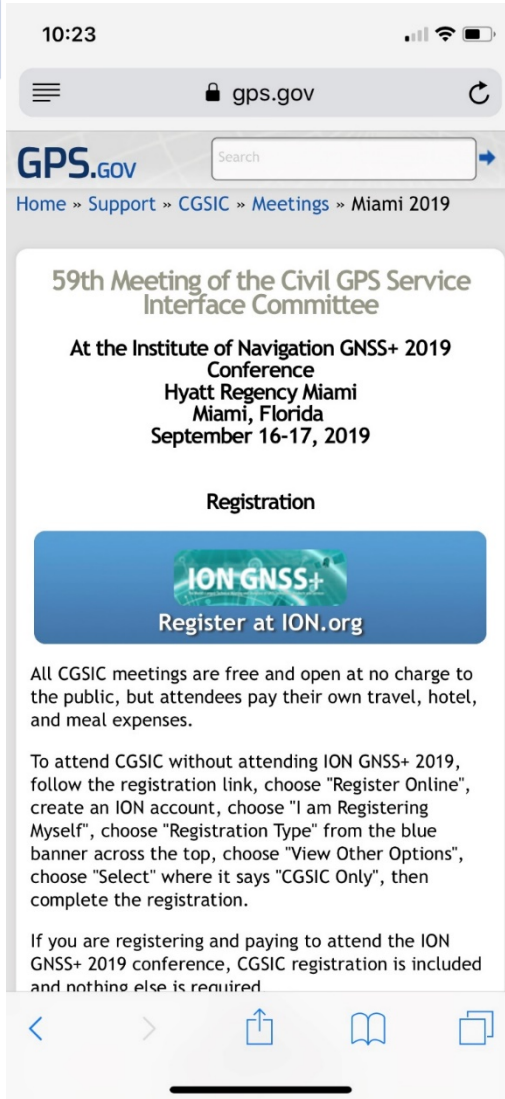 10:23
gps.gov
GPS.GOV
Search
Home » Support » CGSIC » Meetings » Miami 2019
59th Meeting of the Civil GPS Service
Interface Committee
At the Institute of Navigation GNSS+ 2019
Conference
Hyatt Regency Miami
Miami, Florida
September 16-17, 2019
Registration
ION GNSS+
Register at ION.org
All CGSIC meetings are free and open at no charge to
the public, but attendees pay their own travel, hotel,
and meal expenses.
To attend CGSIC without attending ION GNSS+ 2019,
follow the registration link, choose "Register Online",
create an ION account, choose "I am Registering
Myself", choose "Registration Type" from the blue
banner across the top, choose "View Other Options",
choose "Select" where it says "CGSIC Only", then
complete the registration.
If you are registering and paying to attend the ION
GNSS+ 2019 conference, CGSIC registration is included
and nothing else is required